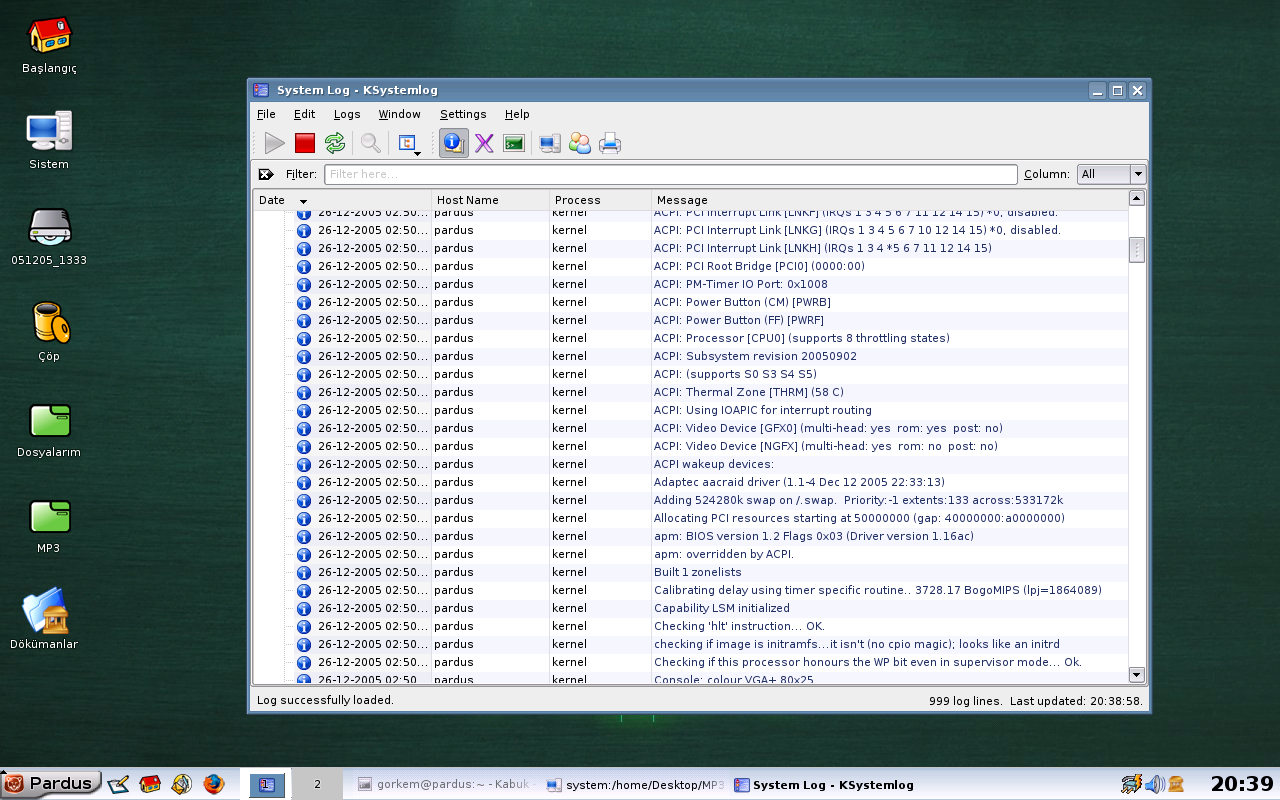 Başlangıç
Sistem
051205_1333
Çöp
Dosyalarım
MP3
Dökümanlar
System Log - KSystemlog
File Edit Logs Window Settings Help
Filter: Filter here... Column: All
Date Host Name Process Message
26-12-2005 02:50... pardus kernel ACPI: PCI Interrupt Link [LNKF] (IRQs 1 3 4 5 6 7 11 12 14 15) *0, disabled.
26-12-2005 02:50... pardus kernel ACPI: PCI Interrupt Link [LNKG] (IRQs 1 3 4 5 6 7 10 12 14 15) *0, disabled.
26-12-2005 02:50... pardus kernel ACPI: PCI Interrupt Link [LNKH] (IRQs 1 3 4 *5 6 7 11 12 14 15)
26-12-2005 02:50... pardus kernel ACPI: PCI Root Bridge [PCI0] (0000:00)
26-12-2005 02:50... pardus kernel ACPI: PM-Timer IO Port: 0x1008
26-12-2005 02:50... pardus kernel ACPI: Power Button (CM) [PWRB]
26-12-2005 02:50... pardus kernel ACPI: Power Button (FF) [PWRF]
26-12-2005 02:50... pardus kernel ACPI: Processor [CPU0] (supports 8 throttling states)
26-12-2005 02:50... pardus kernel ACPI: Subsystem revision 20050902
26-12-2005 02:50... pardus kernel ACPI: (supports S0 S3 S4 S5)
26-12-2005 02:50... pardus kernel ACPI: Thermal Zone [THRM] (58 C)
26-12-2005 02:50... pardus kernel ACPI: Using IOAPIC for interrupt routing
26-12-2005 02:50... pardus kernel ACPI: Video Device [GFX0] (multi-head: yes rom: yes post: no)
26-12-2005 02:50... pardus kernel ACPI: Video Device [NGFX] (multi-head: yes rom: no post: no)
26-12-2005 02:50... pardus kernel ACPI wakeup devices:
26-12-2005 02:50... pardus kernel Adaptec aacraid driver (1.1-4 Dec 12 2005 22:33:13)
26-12-2005 02:50... pardus kernel Adding 524280k swap on /.swap. Priority:-1 extents:133 across:533172k
26-12-2005 02:50... pardus kernel Allocating PCI resources starting at 50000000 (gap: 40000000:a0000000)
26-12-2005 02:50... pardus kernel apm: BIOS version 1.2 Flags 0x03 (Driver version 1.16ac)
26-12-2005 02:50... pardus kernel apm: overridden by ACPI.
26-12-2005 02:50... pardus kernel Built 1 zonelists
26-12-2005 02:50... pardus kernel Calibrating delay using timer specific routine.. 3728.17 BogoMIPS (lpj=1864089)
26-12-2005 02:50... pardus kernel Capability LSM initialized
26-12-2005 02:50... pardus kernel Checking 'hlt' instruction... OK.
26-12-2005 02:50... pardus kernel checking if image is initramfs...it isn't (no cpio magic); looks like an initrd
26-12-2005 02:50... pardus kernel Checking if this processor honours the WP bit even in supervisor mode... Ok.
26-12-2005 02:50... pardus kernel Console: colour VGA+ 80x25
Log successfully loaded. 999 log lines. Last updated: 20:38:58.
Pardus 1 2 gorkem@pardus:~ - Kabuk system:/home/Desktop/MP3 System Log - KSystemlog 20:39